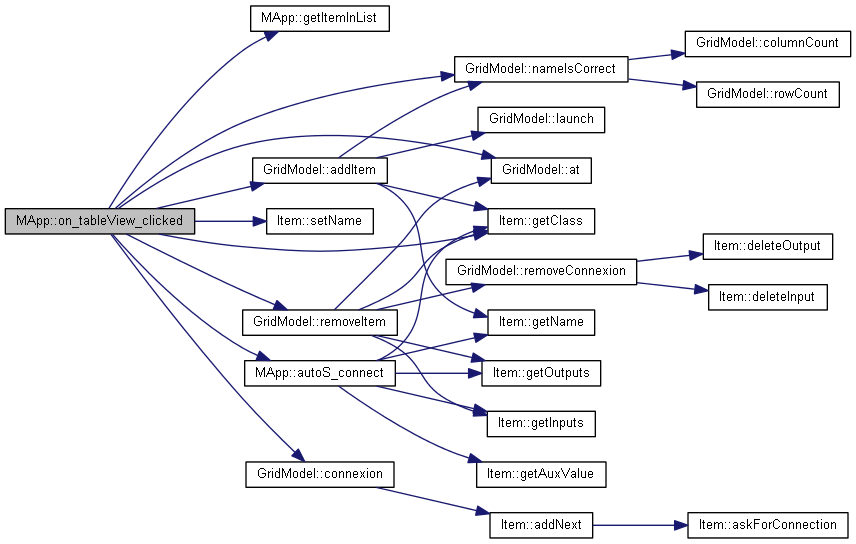 MApp::getItemInList
GridModel::columnCount
GridModel::nameIsCorrect
GridModel::rowCount
GridModel::launch
GridModel::addItem
GridModel::at
MApp::on_tableView_clicked
Item::setName
Item::getClass
Item::deleteOutput
GridModel::removeConnexion
Item::deleteInput
GridModel::removeItem
Item::getName
MApp::autoS_connect
Item::getOutputs
Item::getInputs
GridModel::connexion
Item::getAuxValue
Item::addNext
Item::askForConnection